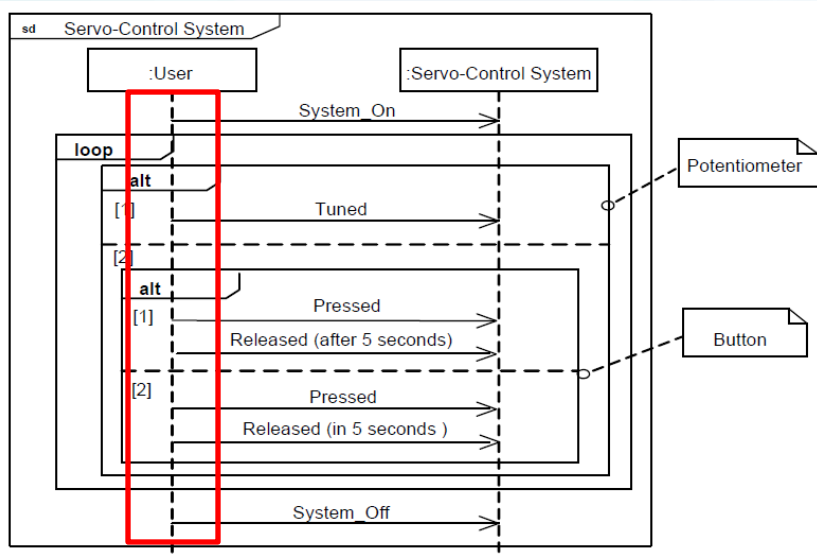 sd Servo-Control System
:User
:Servo-Control System
System_On
loop
Potentiometer
alt
[1]
Tuned
[2]
alt
[1]
Pressed
Released (after 5 seconds)
Button
[2]
Pressed
Released (in 5 seconds )
System_Off